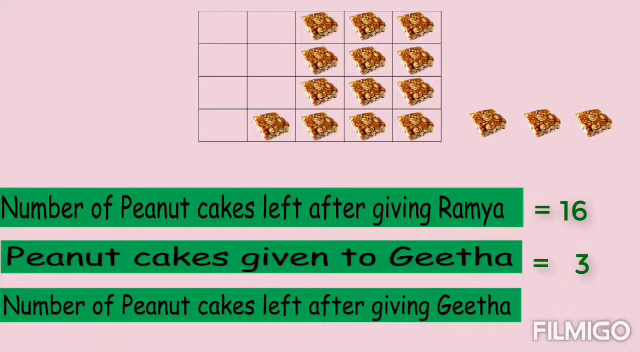 Number of Peanut cakes left after giving Ramya = 16
Peanut cakes given to Geetha = 3
Number of Peanut cakes left after giving Geetha
FILMIGO